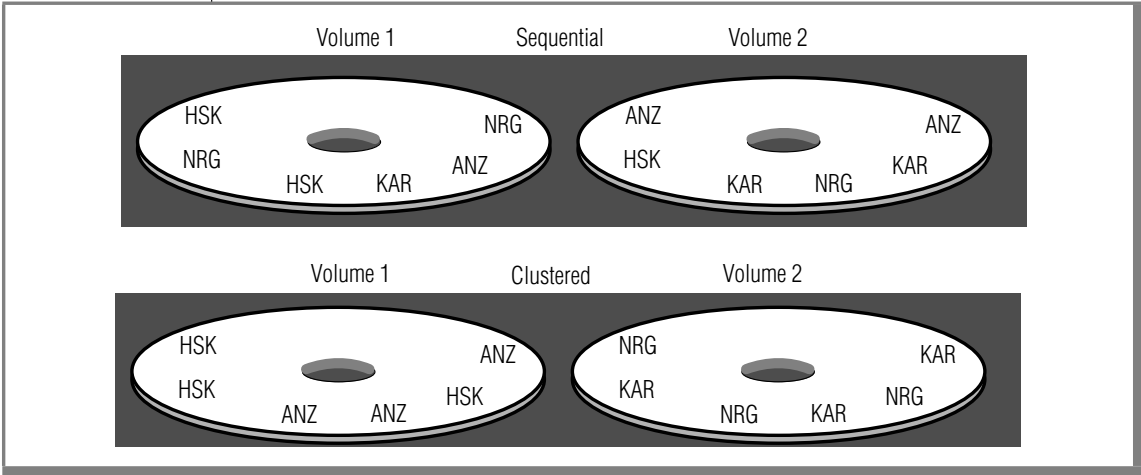 Volume 1 Sequential Volume 2
HSK NRG ANZ ANZ
NRG HSK KAR ANZ HSK KAR NRG KAR
Volume 1 Clustered Volume 2
HSK ANZ NRG KAR
HSK ANZ ANZ HSK KAR NRG KAR NRG